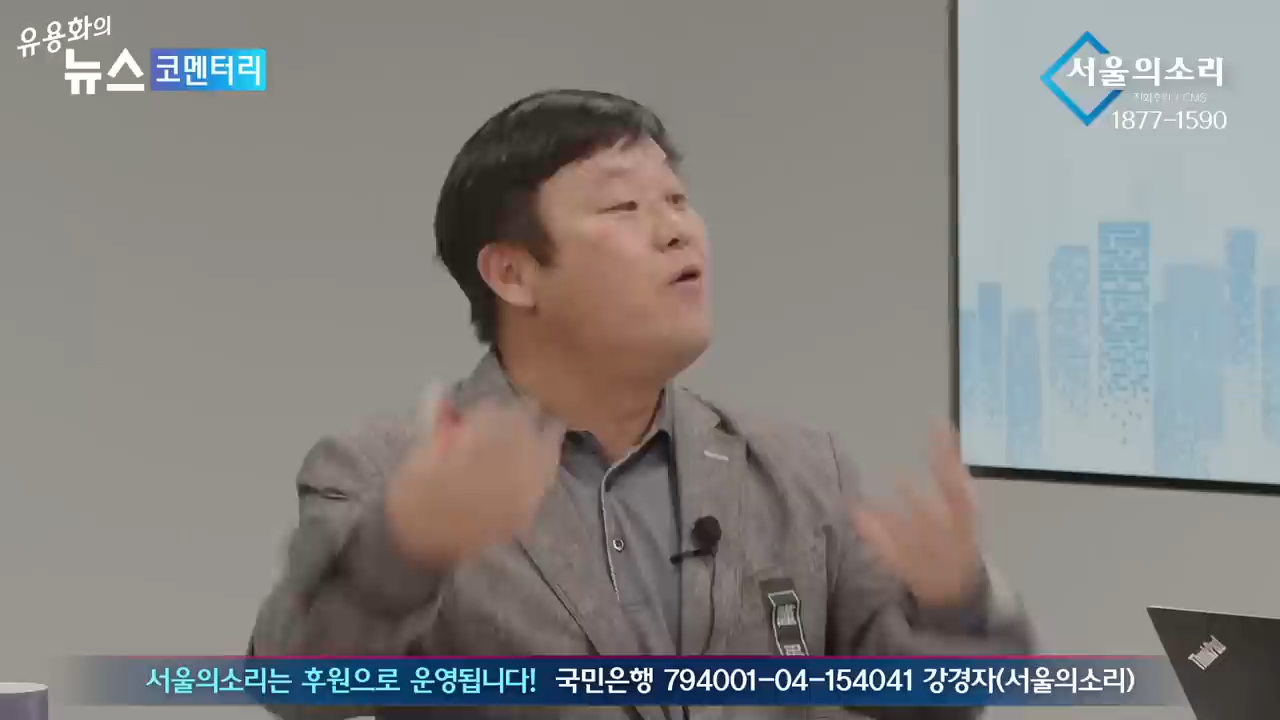 유용화의
뉴스 코멘터리
서울의소리
1877-1590
ThinkPad
서울의소리는 후원으로 운영됩니다! 국민은행 794001-04-154041 강경자(서울의소리)